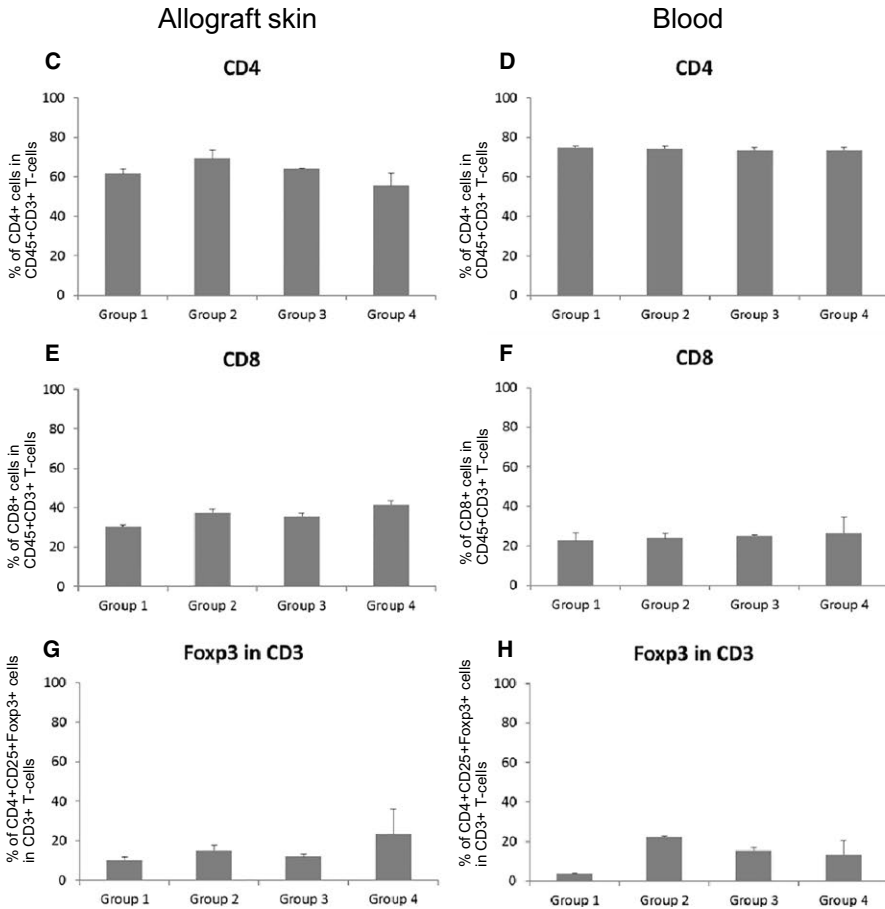 Allograft skin
Blood
C
CD4
% of CD4+ cells in
CD45+CD3+ T-cells
100
80
60
40
20
0
Group 1
Group 2
Group 3
Group 4
D
CD4
% of CD4+ cells in
CD45+CD3+ T-cells
100
80
60
40
20
0
Group 1
Group 2
Group 3
Group 4
E
CD8
% of CD8+ cells in
CD45+CD3+ T-cells
100
80
60
40
20
0
Group 1
Group 2
Group 3
Group 4
F
CD8
% of CD8+ cells in
CD45+CD3+ T-cells
100
80
60
40
20
0
Group 1
Group 2
Group 3
Group 4
G
Foxp3 in CD3
% of CD4+CD25+Foxp3+ cells
in CD3+ T-cells
100
80
60
40
20
0
Group 1
Group 2
Group 3
Group 4
H
Foxp3 in CD3
% of CD4+CD25+Foxp3+ cells
in CD3+ T-cells
100
80
60
40
20
0
Group 1
Group 2
Group 3
Group 4